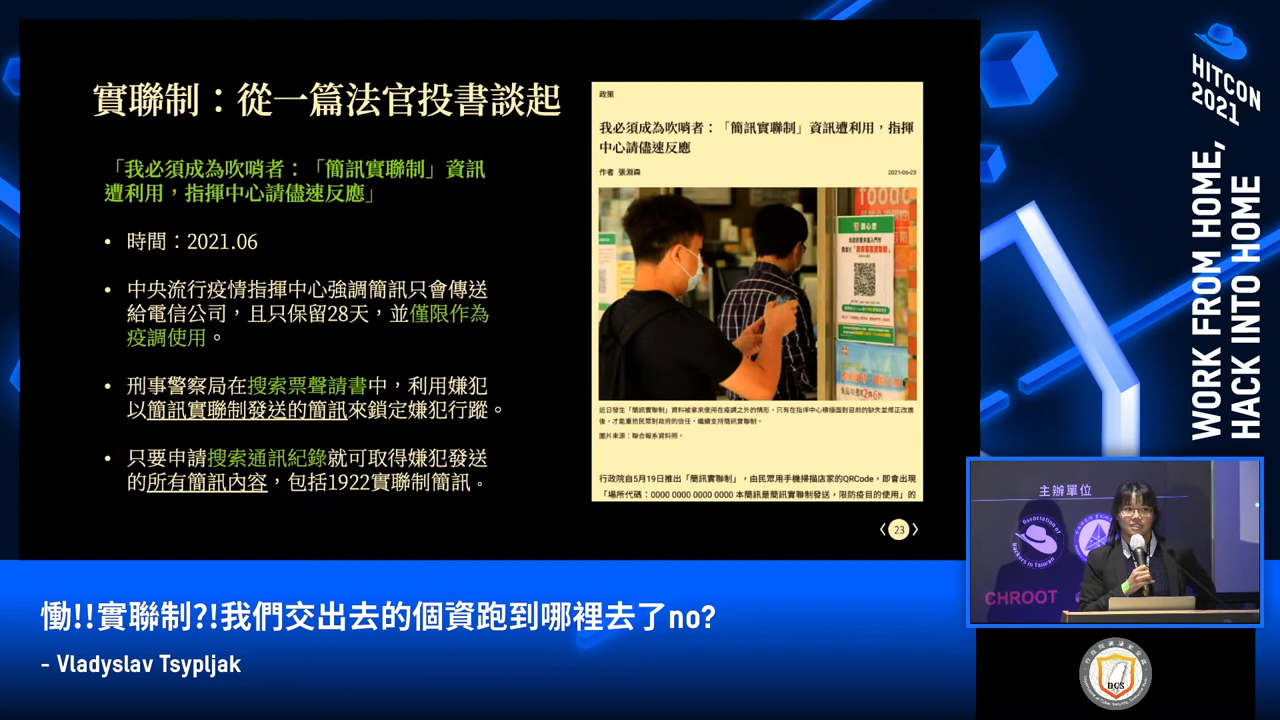 實聯制：從一篇法官投書談起
「我必須成為吹哨者：「簡訊實聯制」資訊
遭利用，指揮中心請儘速反應」
• 時間：2021.06
• 中央流行疫情指揮中心強調簡訊只會傳送
給電信公司，且只保留28天，並僅限作為
疫調使用。
• 刑事警察局在搜索票聲請書中，利用嫌犯
以簡訊實聯制發送的簡訊來鎖定嫌犯行蹤。
• 只要申請搜索通訊紀錄就可取得嫌犯發送
的所有簡訊內容，包括1922實聯制簡訊。
政策
我必須成為吹哨者：「簡訊實聯制」資訊遭利用，指揮
中心請儘速反應
作者 張淵森
2021-06-23
近日發生「簡訊實聯制」資料被拿來使用在疫調之外的情形，只有在指揮中心積極面對目前的缺失並修正改進
後，才能重拾民眾對政府的信任，繼續支持簡訊實聯制。
圖片來源：聯合報系資料照。
行政院自5月19日推出「簡訊實聯制」，由民眾用手機掃描店家的QRCode，即會出現
「場所代碼：0000 0000 0000 0000 本簡訊是簡訊實聯制發送，限防疫目的使用」的
23
HITCON
2021
WORK FROM HOME,
HACK INTO HOME
主辦單位
Association of
Hackers in Taiwan
CHROOT
慟!!實聯制?!我們交出去的個資跑到哪裡去了no?
- Vladyslav Tsypljak
DCS